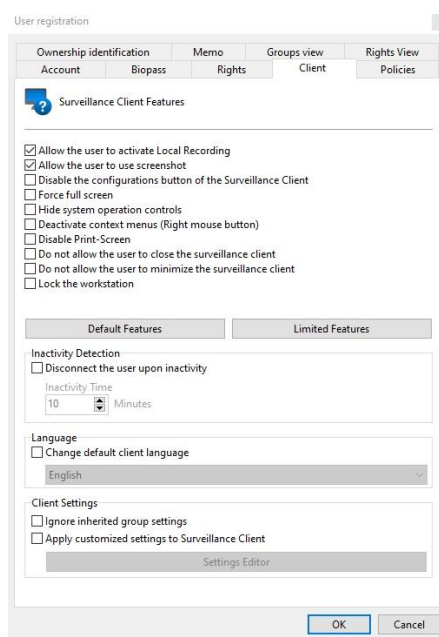 User registration
Ownership identification Memo Groups view Rights View
Account Biopass Rights Client Policies
Surveillance Client Features
Allow the user to activate Local Recording
Allow the user to use screenshot
Disable the configurations button of the Surveillance Client
Force full screen
Hide system operation controls
Deactivate context menus (Right mouse button)
Disable Print-Screen
Do not allow the user to close the surveillance client
Do not allow the user to minimize the surveillance client
Lock the workstation
Default Features Limited Features
Inactivity Detection
Disconnect the user upon inactivity
Inactivity Time
10 Minutes
Language
Change default client language
English
Client Settings
Ignore inherited group settings
Apply customized settings to Surveillance Client
Settings Editor
OK Cancel